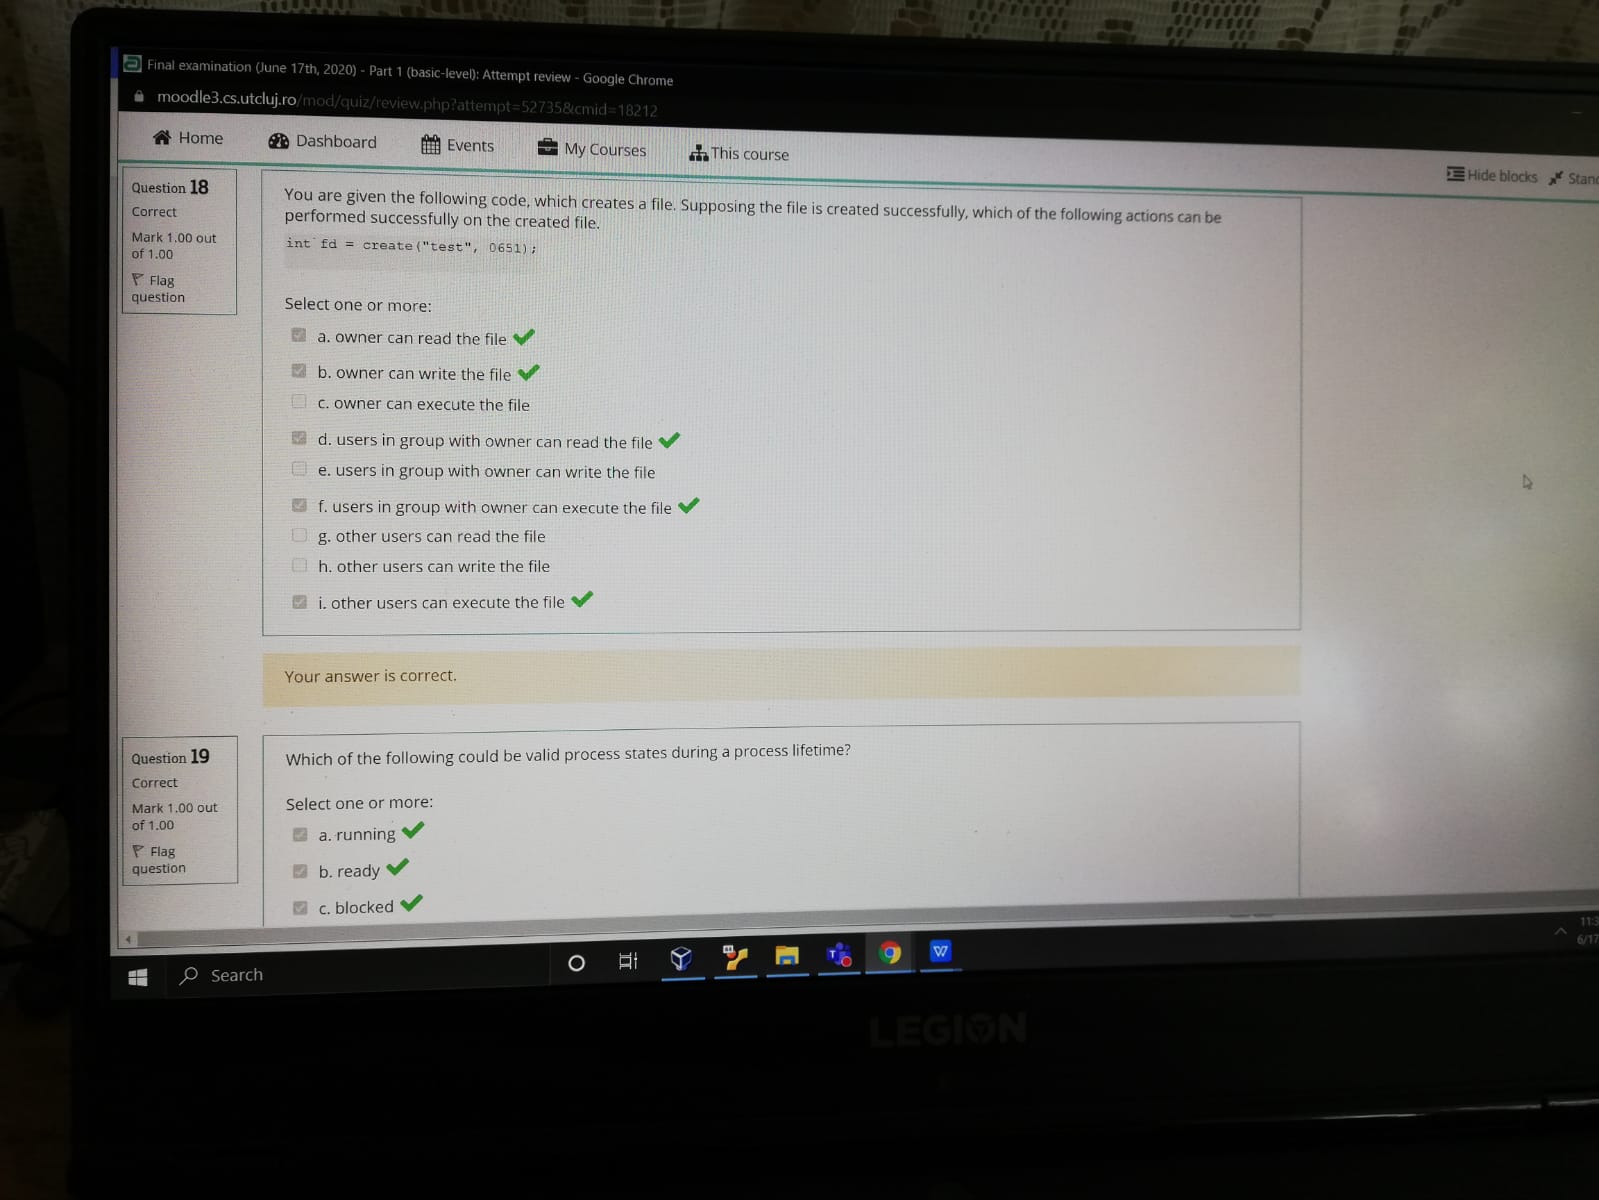 Final examination (June 17th, 2020) - Part 1 (basic-level): Attempt review - Google Chrome
moodle3.cs.utcluj.ro/mod/quiz/review.php?attempt=52735&cmid=18212
Home Dashboard Events My Courses This course
Hide blocks
Question 18
Correct
Mark 1.00 out
of 1.00
Flag
question
You are given the following code, which creates a file. Supposing the file is created successfully, which of the following actions can be
performed successfully on the created file.
int fd = create("test", 0651);
Select one or more:
a. owner can read the file
b. owner can write the file
c. owner can execute the file
d. users in group with owner can read the file
e. users in group with owner can write the file
f. users in group with owner can execute the file
g. other users can read the file
h. other users can write the file
i. other users can execute the file
Your answer is correct.
Question 19
Correct
Mark 1.00 out
of 1.00
Flag
question
Which of the following could be valid process states during a process lifetime?
Select one or more:
a. running
b. ready
c. blocked
Search
LEGION